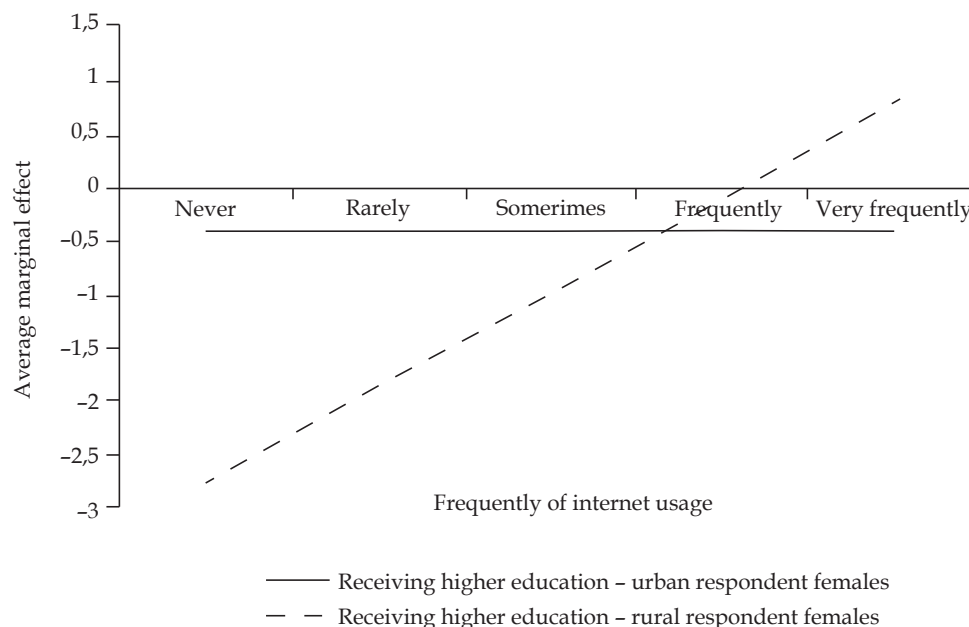 1,5
1
0,5
0
Never Rarely Somerimes Frequently Very frequently
–0,5
–1
–1,5
–2
–2,5
–3
Average marginal effect
Frequently of internet usage
Receiving higher education – urban respondent females
Receiving higher education – rural respondent females